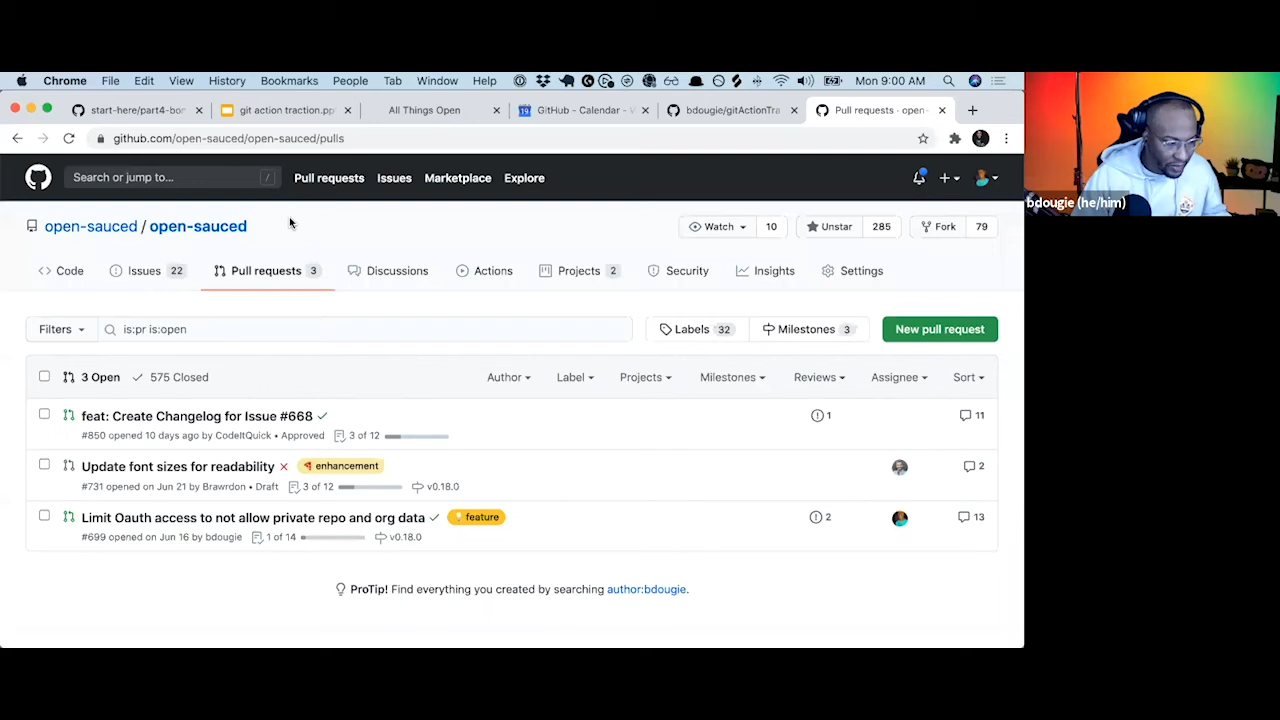 Chrome File Edit View History Bookmarks People Tab Window Help Mon 9:00 AM
start-here/part4-bor git action traction.pp All Things Open GitHub - Calendar - bdougie/gitActionTra Pull requests · open-
github.com/open-sauced/open-sauced/pulls
Search or jump to... / Pull requests Issues Marketplace Explore
bdougie (he/him)
open-sauced / open-sauced Watch 10 Unstar 285 Fork 79
Code Issues 22 Pull requests 3 Discussions Actions Projects 2 Security Insights Settings
Filters is:pr is:open Labels 32 Milestones 3 New pull request
3 Open 575 Closed Author Label Projects Milestones Reviews Assignee Sort
feat: Create Changelog for Issue #668 1 11
#850 opened 10 days ago by CodeItQuick • Approved 3 of 12
Update font sizes for readability enhancement 2
#731 opened on Jun 21 by Brawrdon • Draft 3 of 12 v0.18.0
Limit Oauth access to not allow private repo and org data feature 2 13
#699 opened on Jun 16 by bdougie 1 of 14 v0.18.0
ProTip! Find everything you created by searching author:bdougie.